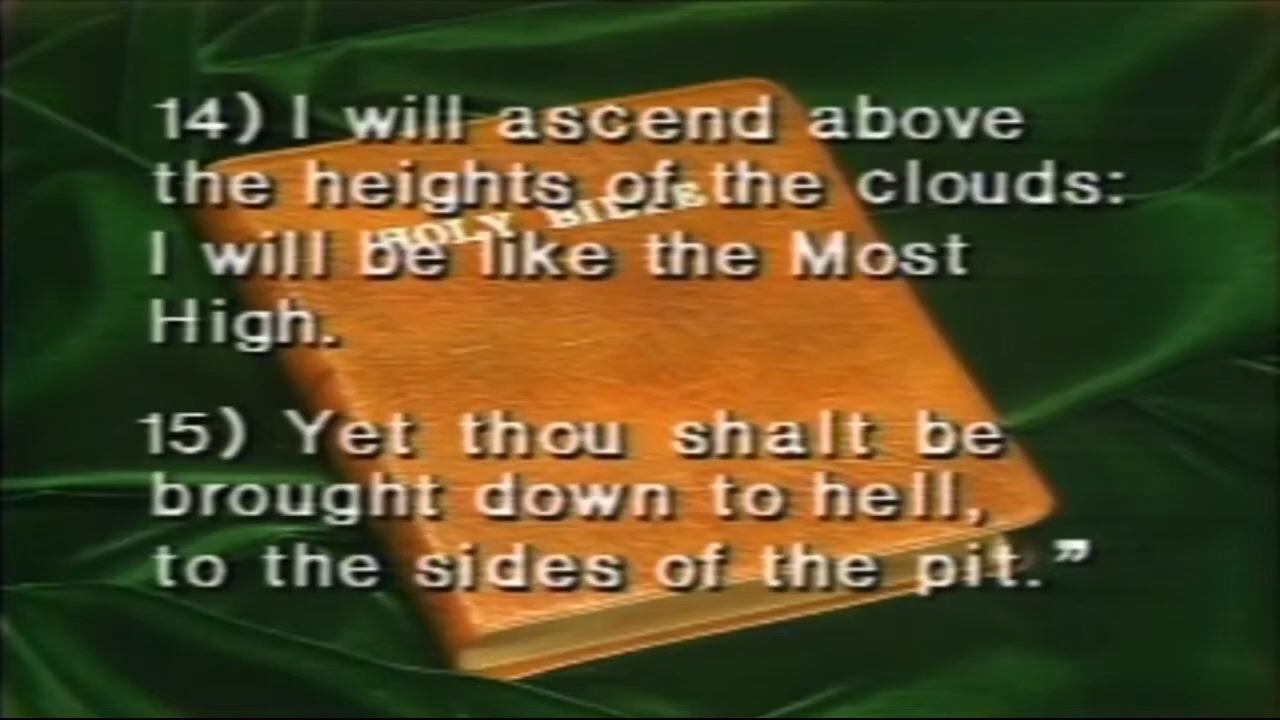 14) I will ascend above
the heights of the clouds:
HOLY BIBLE
I will be like the Most
High.
15) Yet thou shalt be
brought down to hell,
to the sides of the pit.”